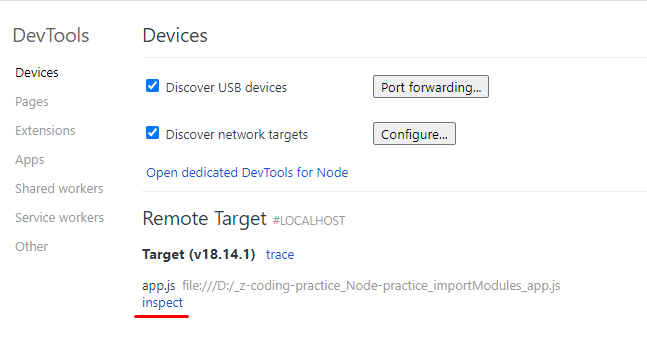 DevTools
Devices
Pages
Extensions
Apps
Shared workers
Service workers
Other
Devices
Discover USB devices Port forwarding...
Discover network targets Configure...
Open dedicated DevTools for Node
Remote Target #LOCALHOST
Target (v18.14.1) trace
app.js file:///D:/_z-coding-practice_Node-practice_importModules_app.js
inspect